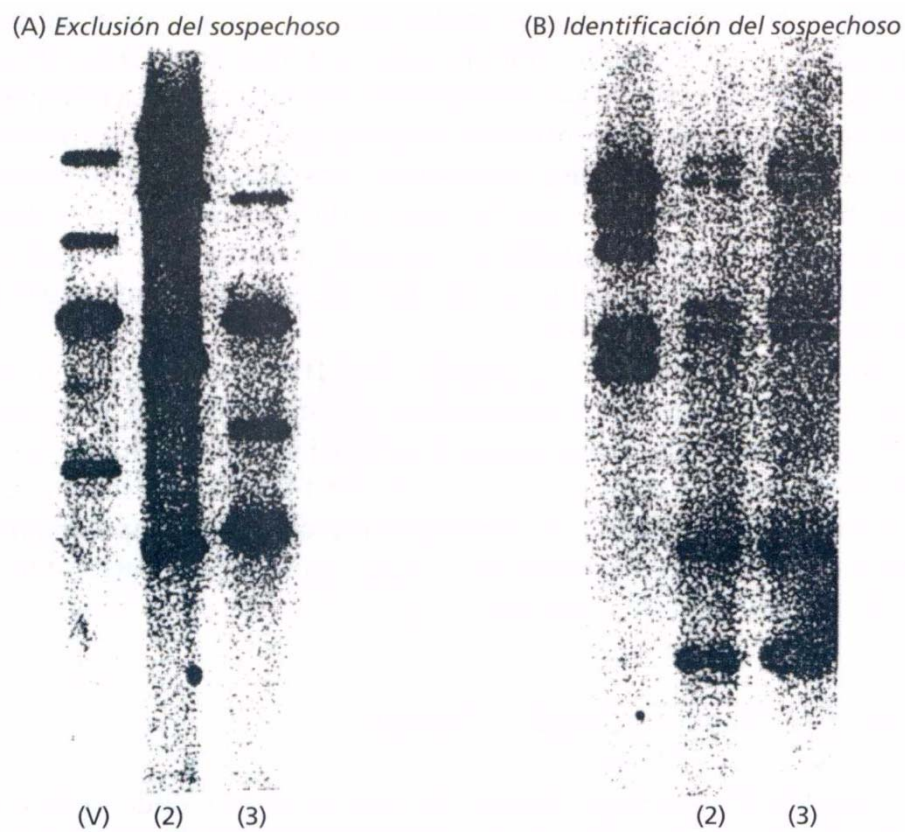 (A) Exclusión del sospechoso
(B) Identificación del sospechoso
(V) (2) (3)
(2) (3)